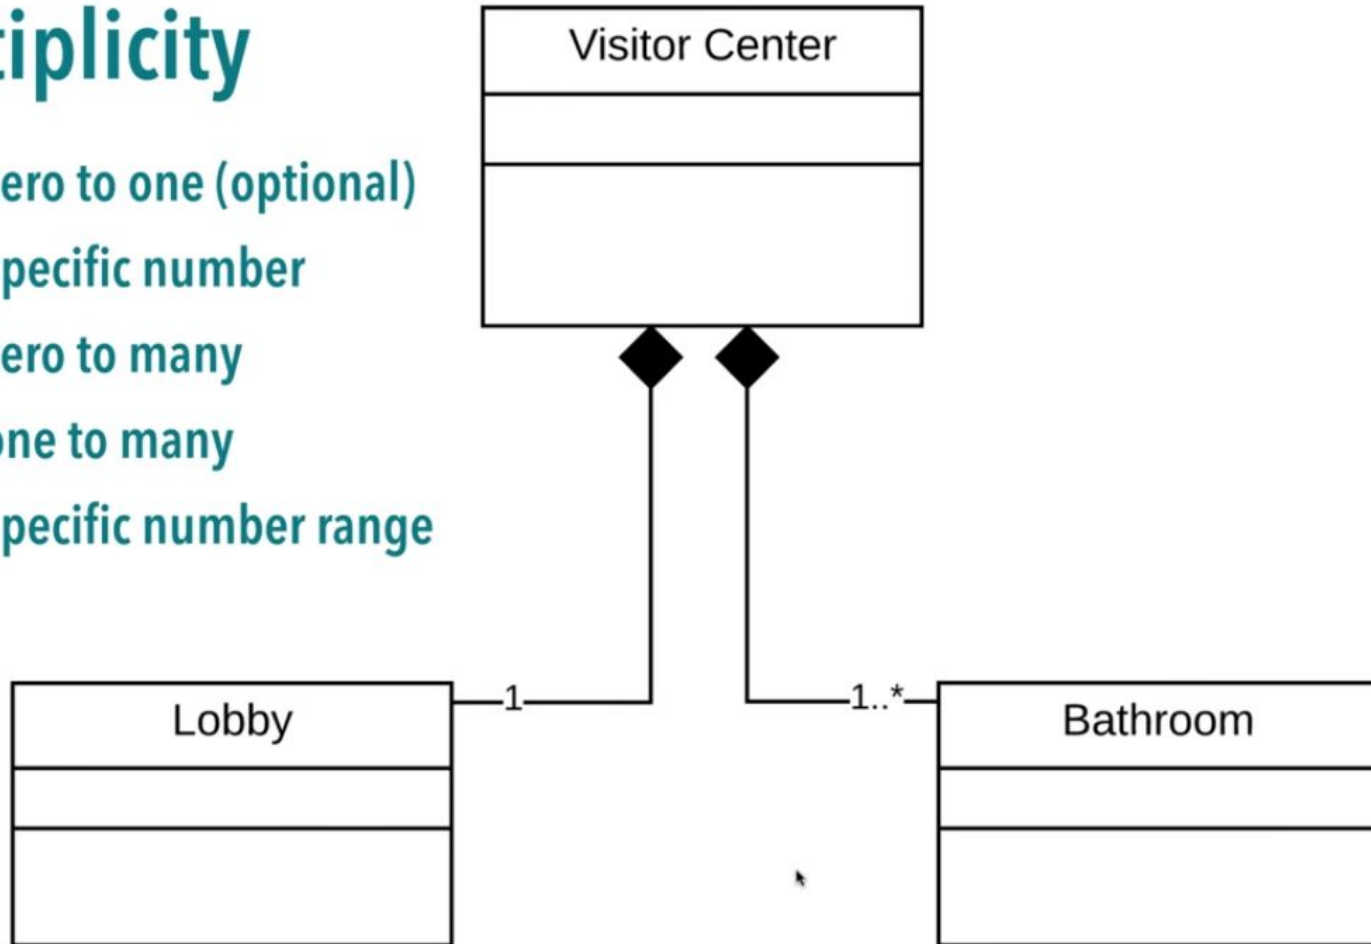 tiplicity
ero to one (optional)
pecific number
ero to many
one to many
pecific number range
Visitor Center
1
1..*
Lobby
Bathroom